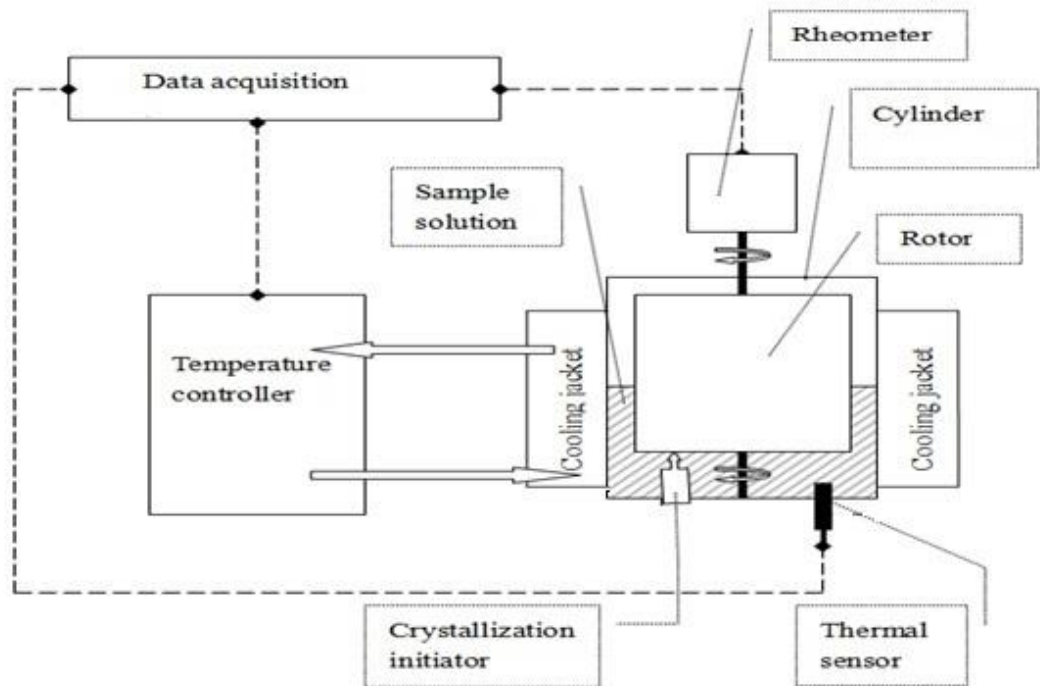 Rheometer
Data acquisition
Cylinder
Sample
solution
Rotor
Temperature
controller
Cooling jacket
Cooling jacket
Crystallization
initiator
Thermal
sensor